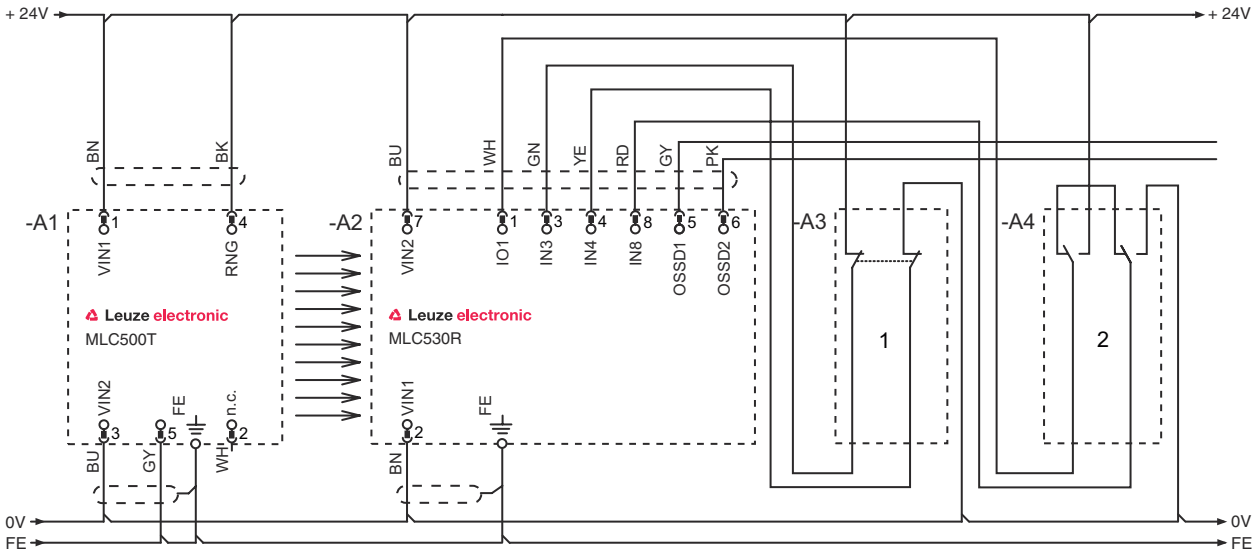 + 24V
+ 24V
BN
BK
BU
WH
GN
YE
RD
GY
PK
-A1
1
4
-A2
7
1
3
4
8
5
6
-A3
-A4
VIN1
RNG
VIN2
IO1
IN3
IN4
IN8
OSSD1
OSSD2
Leuze electronic
MLC500T
Leuze electronic
MLC530R
1
2
VIN2
FE
n.c.
VIN1
FE
3
5
2
2
BU
GY
WH
BN
0V
0V
FE
FE